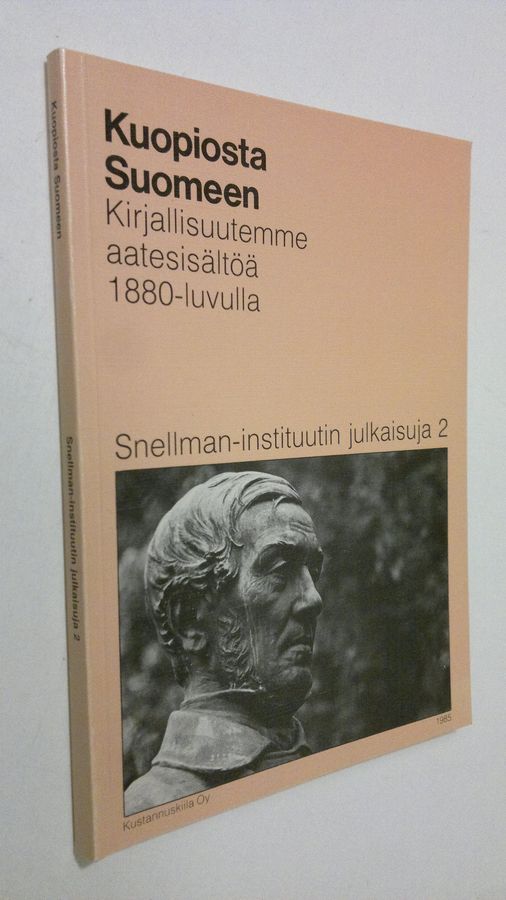 Kuopiosta Suomeen
Snellman-instituutin julkaisuja 2
Kuopiosta
Suomeen
Kirjallisuutemme
aatesisältöä
1880-luvulla
Snellman-instituutin julkaisuja 2
1985
Kustannuskiila Oy